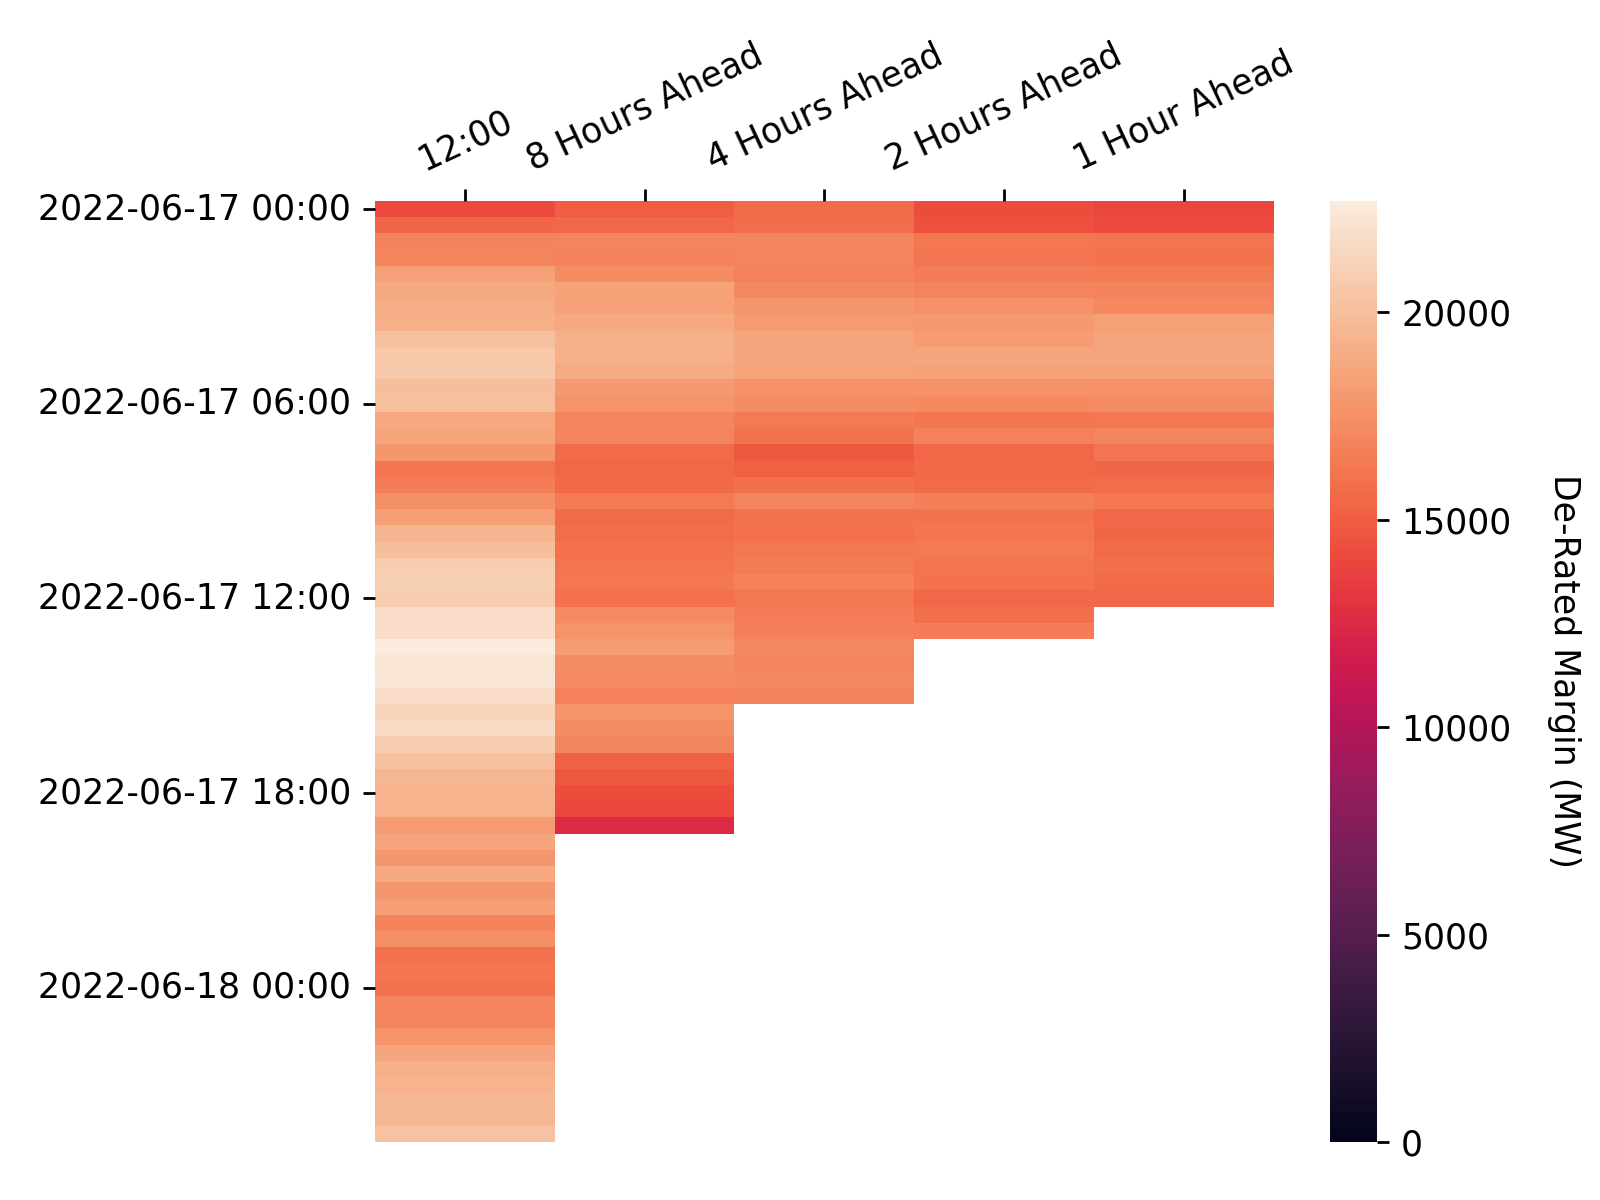 12:00
8 Hours Ahead
4 Hours Ahead
2 Hours Ahead
1 Hour Ahead
2022-06-17 00:00
2022-06-17 06:00
2022-06-17 12:00
2022-06-17 18:00
2022-06-18 00:00
20000
15000
10000
5000
0
De-Rated Margin (MW)